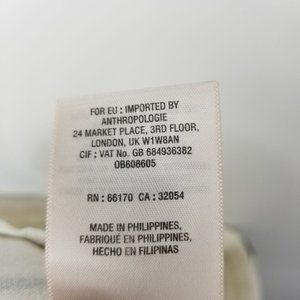 FOR EU : IMPORTED BY
ANTHROPOLOGIE
24 MARKET PLACE, 3RD FLOOR,
LONDON, UK W1W8AN
CIF : VAT No. GB 684936382
OB608605
RN : 66170 CA : 32054
MADE IN PHILIPPINES,
FABRIQUÉ EN PHILIPPINES,
HECHO EN FILIPINAS